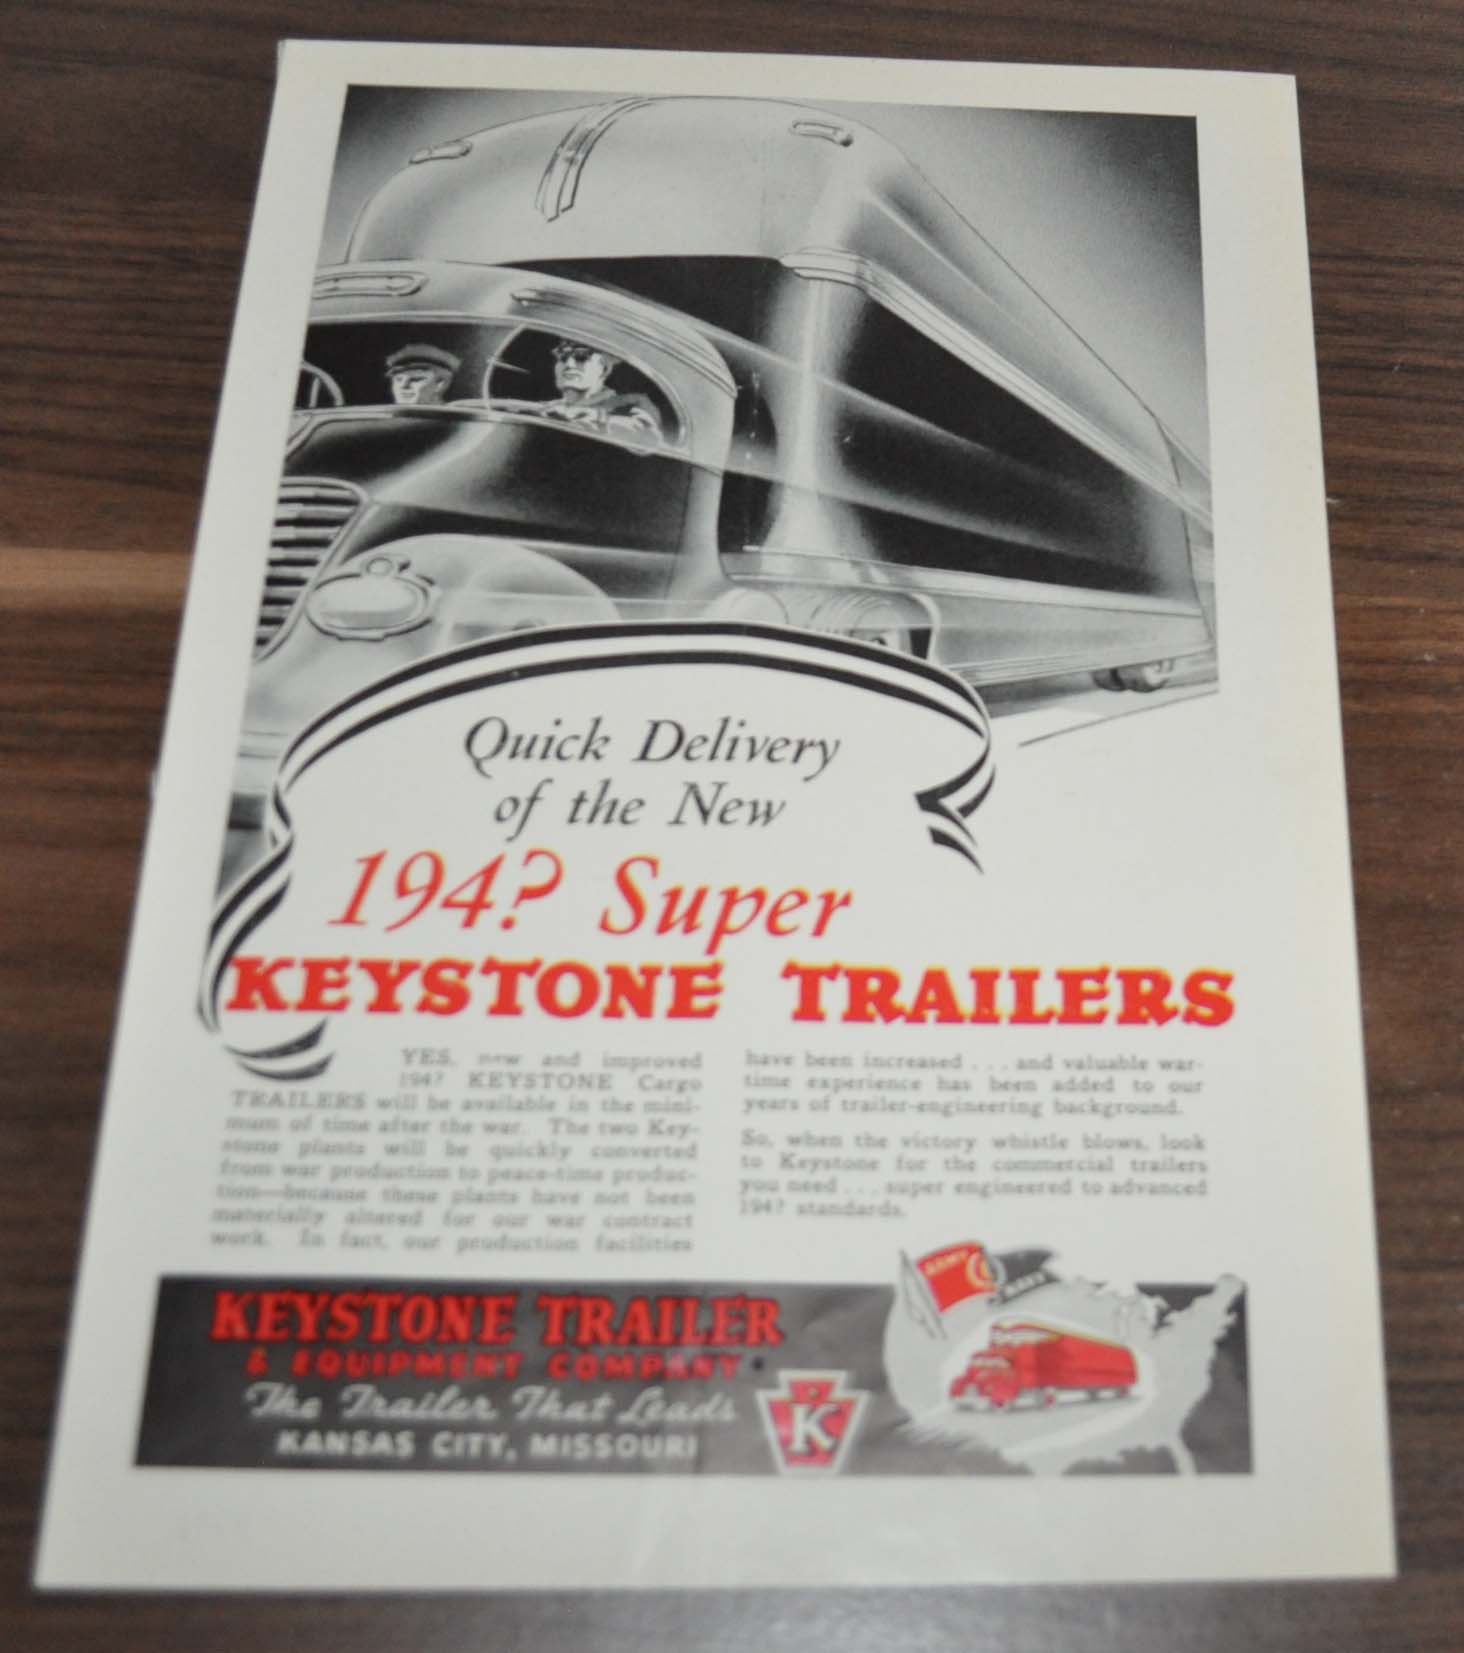 Quick Delivery
of the New
194? Super
KEYSTONE TRAILERS
YES, new and improved
194? KEYSTONE Cargo
TRAILERS will be available in the mini-
mum of time after the war. The two Key-
stone plants will be quickly converted
from war production to peace-time produc-
tion—because these plants have not been
materially altered for our war contract
work. In fact, our production facilities
have been increased . . . and valuable war-
time experience has been added to our
years of trailer-engineering background.
So, when the victory whistle blows, look
to Keystone for the commercial trailers
you need . . . super engineered to advanced
194? standards.
ARMY E NAVY
KEYSTONE TRAILER
& EQUIPMENT COMPANY
The Trailer That Leads
KANSAS CITY, MISSOURI
K